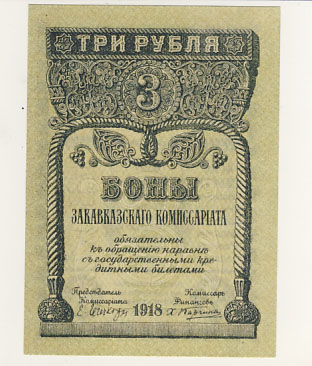 ТРИ РУБЛЯ
3
БОНЫ
ЗАКАВКАЗСКАГО КОМИССАРІАТА
обязательны
къ обращенію наравнѣ
съ государственными кре-
дитными билетами
Предсѣдатель Комиссаръ
Комиссаріата Финансовъ
1918